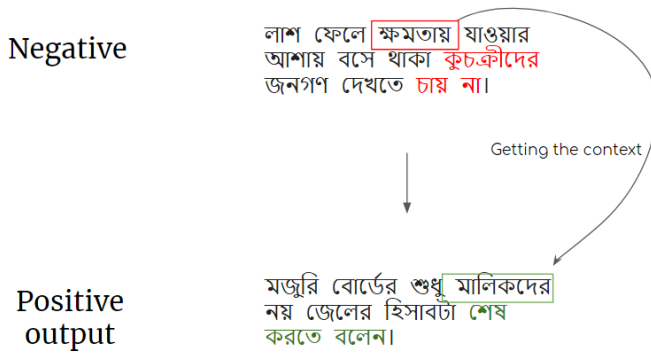 Negative
লাশ ফেলে ক্ষমতায় যাওয়ার
আশায় বসে থাকা কুচক্রীদের
জনগণ দেখতে চায় না।
Getting the context
Positive
output
মজুরি বোর্ডের শুধু মালিকদের
নয় জেলের হিসাবটা শেষ
করতে বলেন।